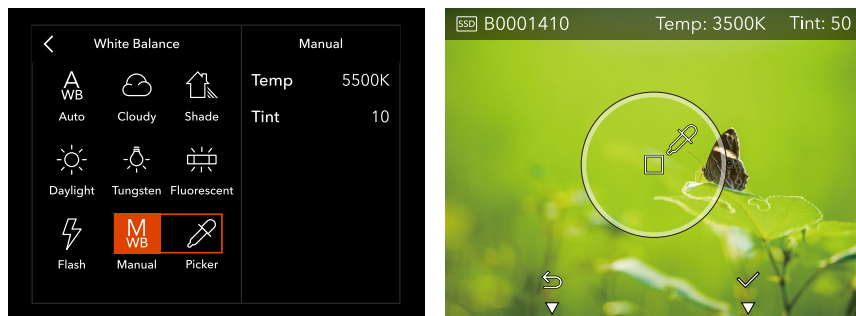 White Balance
Manual
A
WB
Auto
Cloudy
Shade
Temp 5500K
Tint 10
Daylight
Tungsten
Fluorescent
M
WB
Flash
Manual
Picker
SSD B0001410 Temp: 3500K Tint: 50